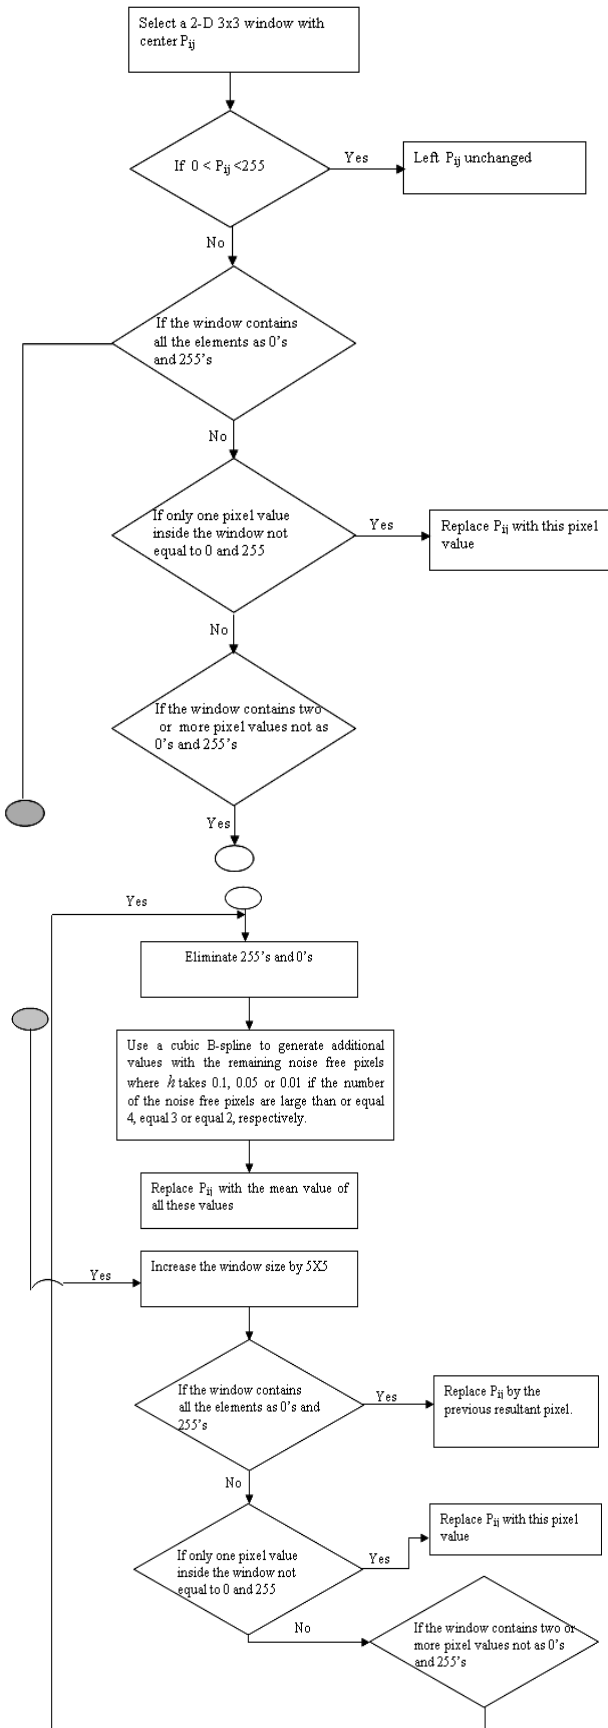 Select a 2-D 3x3 window with
center Pij
If 0 < Pij <255
Yes
Left Pij unchanged
No
If the window contains
all the elements as 0's
and 255's
No
If only one pixel value
inside the window not
equal to 0 and 255
Yes
Replace Pij with this pixel
value
No
If the window contains two
or more pixel values not as
0's and 255's
Yes
Yes
Eliminate 255's and 0's
Use a cubic B-spline to generate additional
values with the remaining noise free pixels
where h takes 0.1, 0.05 or 0.01 if the number
of the noise free pixels are large than or equal
4, equal 3 or equal 2, respectively.
Replace Pij with the mean value of
all these values
Yes
Increase the window size by 5X5
If the window contains
all the elements as 0's and
255's
Yes
Replace Pij by the
previous resultant pixel.
No
If only one pixel value
inside the window not
equal to 0 and 255
Yes
Replace Pij with this pixel
value
No
If the window contains two or
more pixel values not as 0's
and 255's